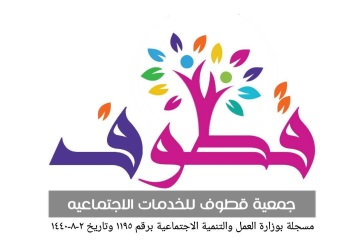 قطوف
جمعية قطوف للخدمات الاجتماعيه
مسجلة بوزارة العمل والتنمية الاجتماعية برقم ١١٩٥ وتاريخ ٢-٨-١٤٤٠